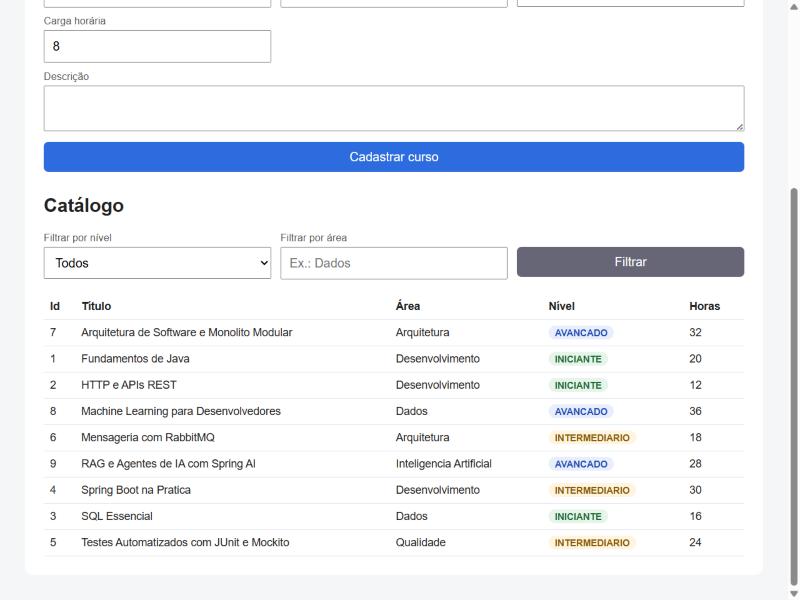 Carga horária
8
Descrição
Cadastrar curso
Catálogo
Filtrar por nível Filtrar por área
Todos Ex.: Dados Filtrar
Id Título Área Nível Horas
7 Arquitetura de Software e Monolito Modular Arquitetura AVANCADO 32
1 Fundamentos de Java Desenvolvimento INICIANTE 20
2 HTTP e APIs REST Desenvolvimento INICIANTE 12
8 Machine Learning para Desenvolvedores Dados AVANCADO 36
6 Mensageria com RabbitMQ Arquitetura INTERMEDIARIO 18
9 RAG e Agentes de IA com Spring AI Inteligencia Artificial AVANCADO 28
4 Spring Boot na Pratica Desenvolvimento INTERMEDIARIO 30
3 SQL Essencial Dados INICIANTE 16
5 Testes Automatizados com JUnit e Mockito Qualidade INTERMEDIARIO 24